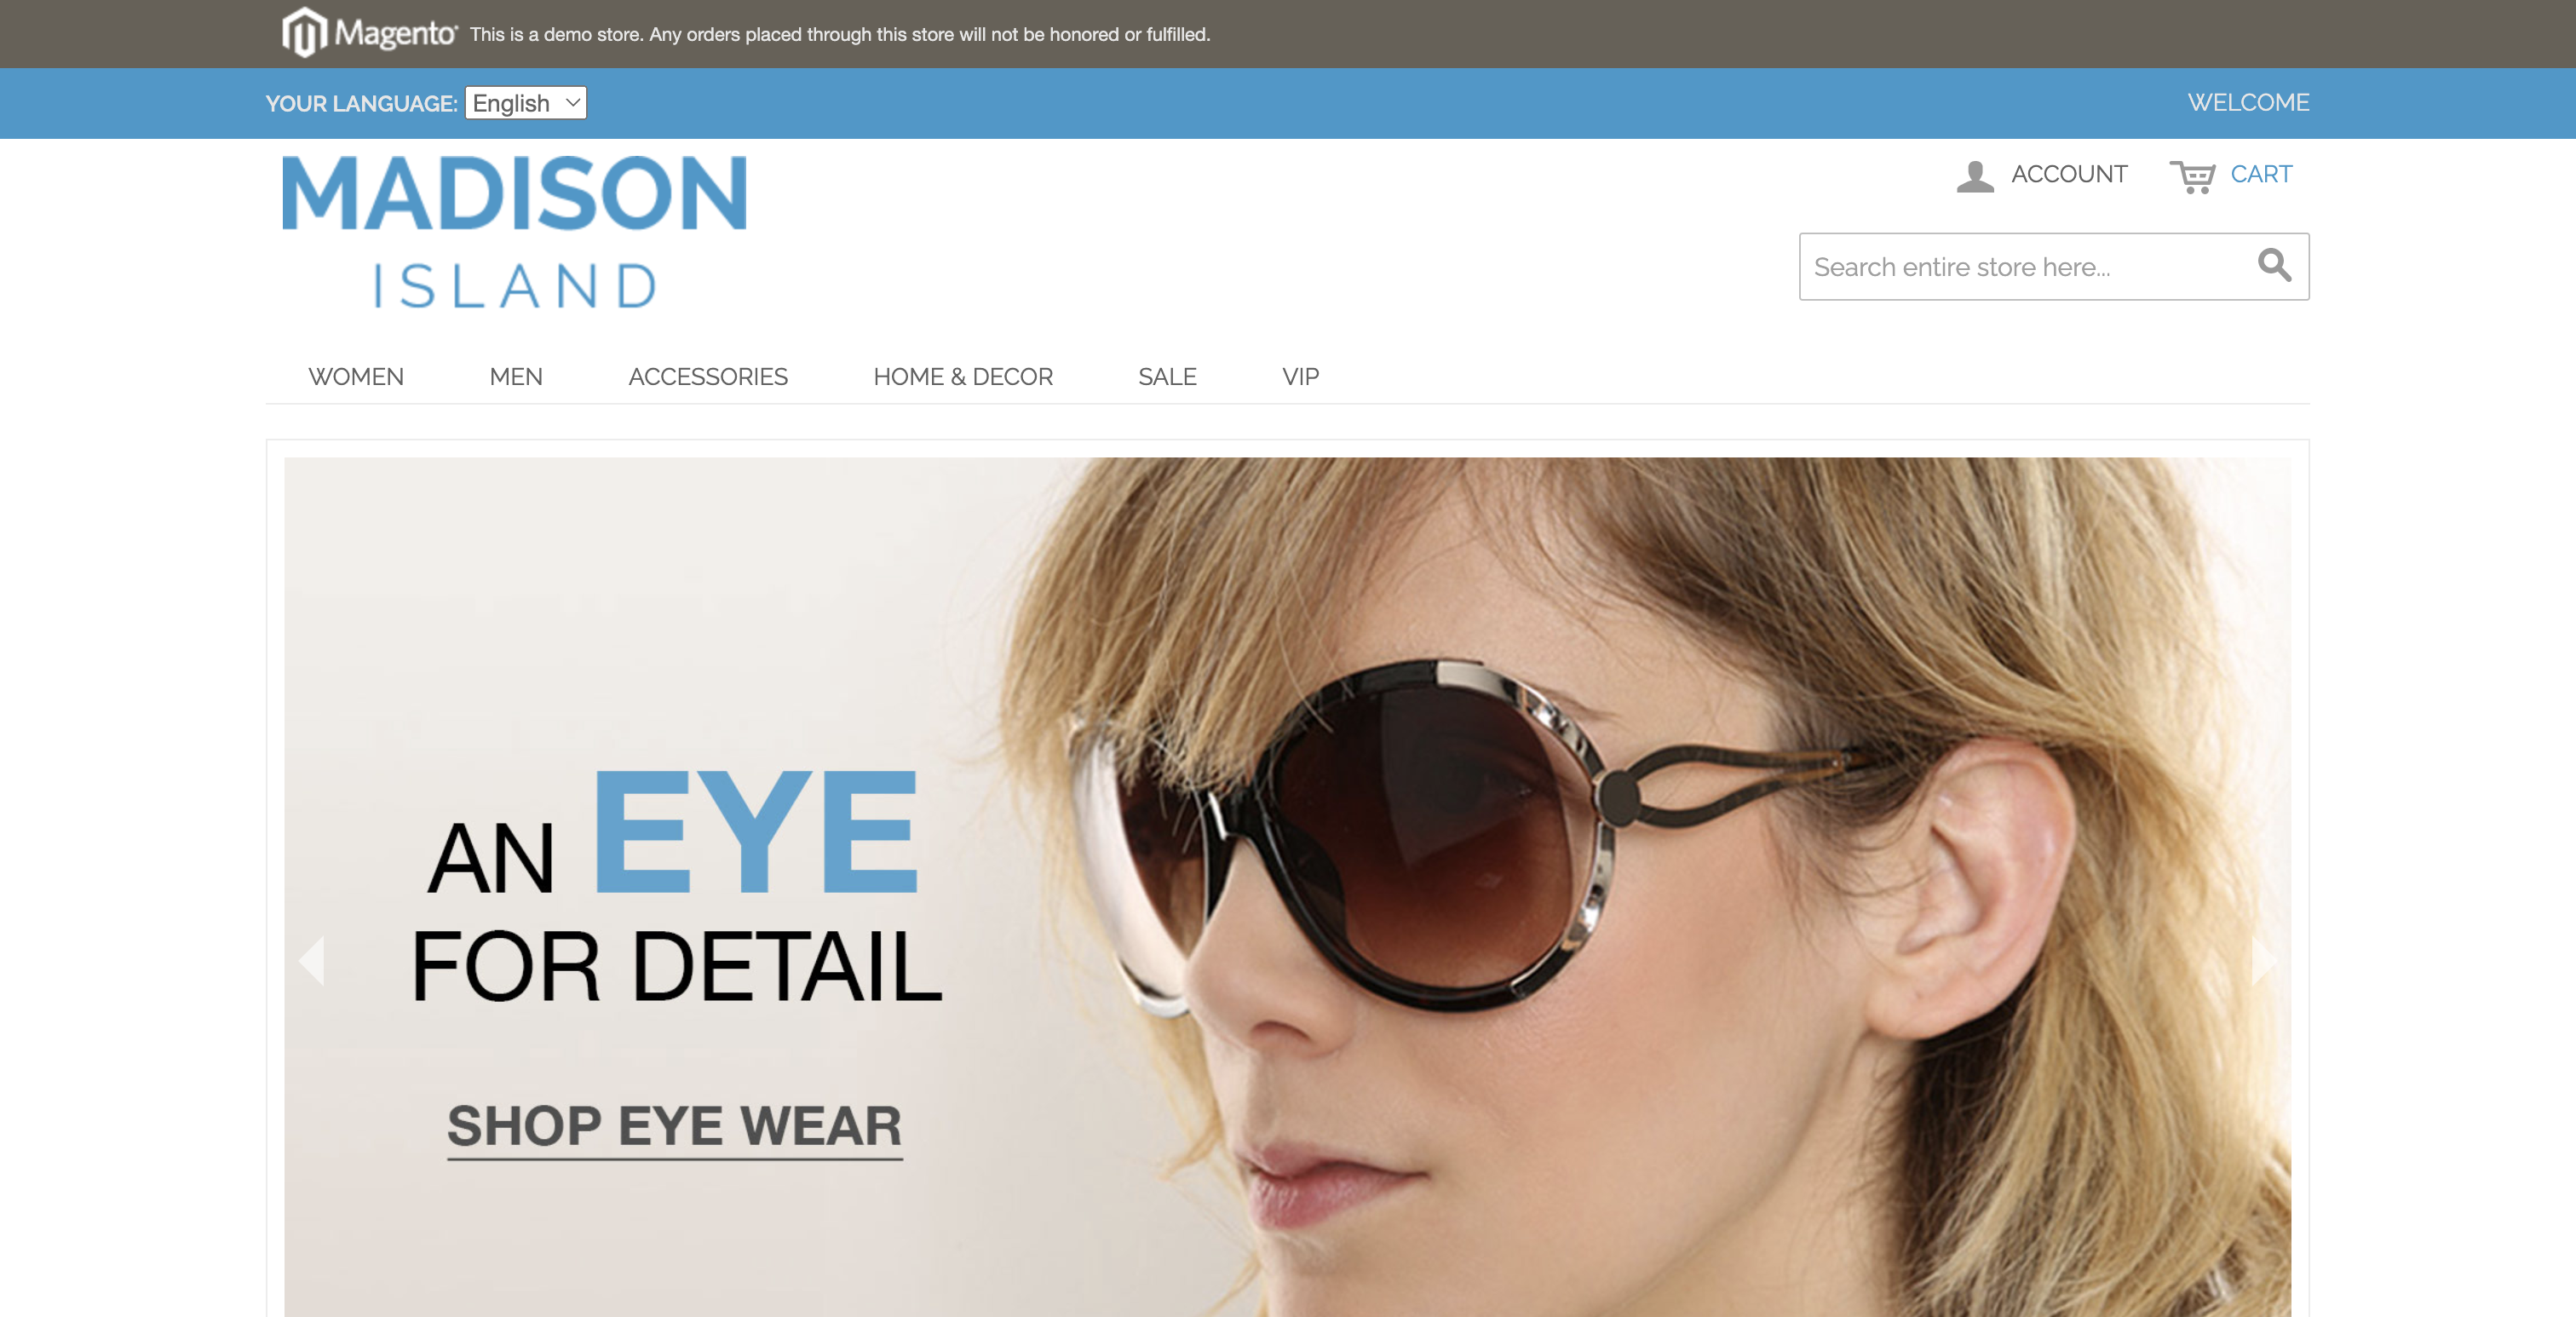 Magento This is a demo store. Any orders placed through this store will not be honored or fulfilled.
YOUR LANGUAGE: English WELCOME
MADISON
ISLAND
ACCOUNT CART
Search entire store here...
WOMEN MEN ACCESSORIES HOME & DECOR SALE VIP
AN EYE
FOR DETAIL
SHOP EYE WEAR